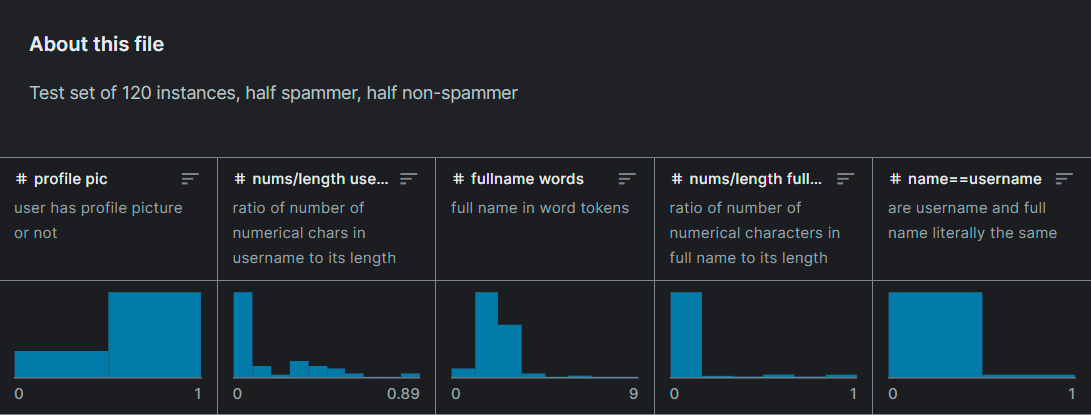 About this file
Test set of 120 instances, half spammer, half non-spammer
# profile pic
user has profile picture
or not
0 1
# nums/length use...
ratio of number of
numerical chars in
username to its length
0 0.89
# fullname words
full name in word tokens
0 9
# nums/length full...
ratio of number of
numerical characters in
full name to its length
0 1
# name==username
are username and full
name literally the same
0 1